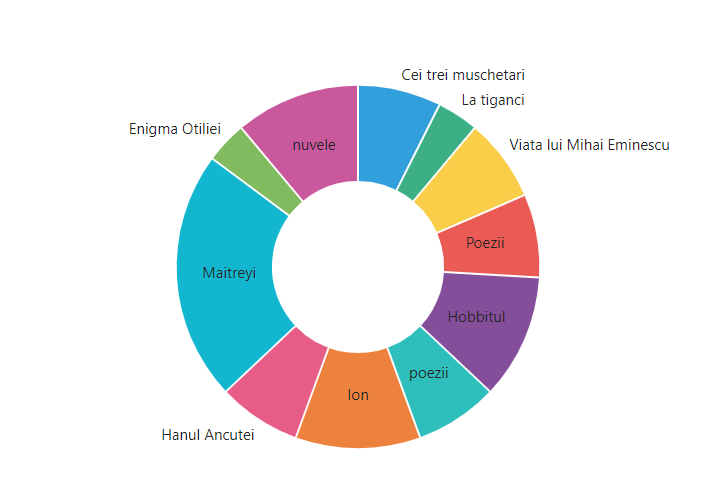 Cei trei muschetari
La tiganci
Viata lui Mihai Eminescu
Poezii
Hobbitul
poezii
Ion
Hanul Ancutei
Maitreyi
Enigma Otiliei
nuvele